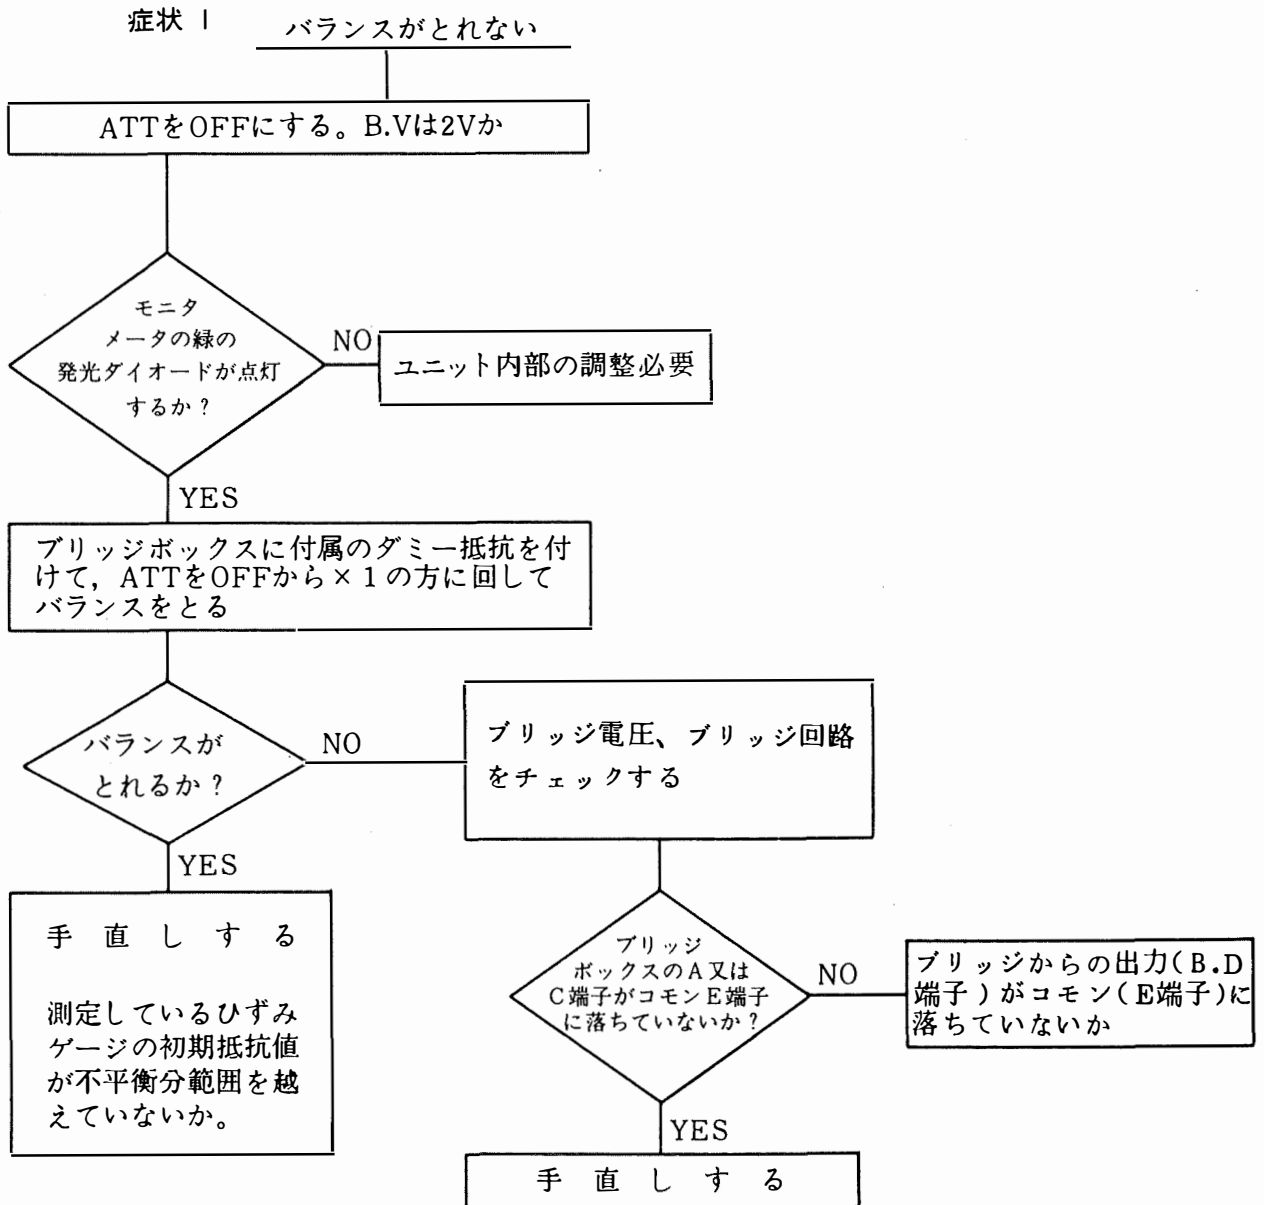 症状 1
バランスがとれない
ATTをOFFにする。B.Vは2Vか
モニタ
メータの緑の
発光ダイオードが点灯
するか？
NO
ユニット内部の調整必要
YES
ブリッジボックスに付属のダミー抵抗を付
けて，ATTをOFFから×1の方に回して
バランスをとる
バランスが
とれるか？
NO
ブリッジ電圧、ブリッジ回路
をチェックする
YES
手直しする
測定しているひずみ
ゲージの初期抵抗値
が不平衡分範囲を越
えていないか。
ブリッジ
ボックスのA又は
C端子がコモンE端子
に落ちていないか？
NO
ブリッジからの出力(B.D
端子)がコモン(E端子)に
落ちていないか
YES
手直しする